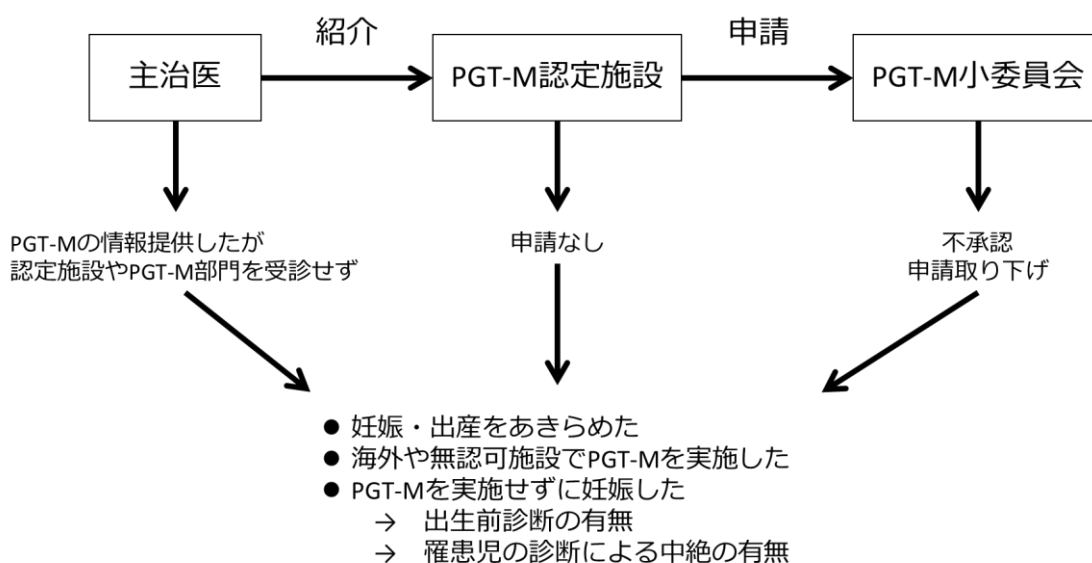 紹介
申請
主治医
PGT-M認定施設
PGT-M小委員会
PGT-Mの情報提供したが
認定施設やPGT-M部門を受診せず
申請なし
不承認
申請取り下げ
● 妊娠・出産をあきらめた
● 海外や無認可施設でPGT-Mを実施した
● PGT-Mを実施せずに妊娠した
→ 出生前診断の有無
→ 罹患児の診断による中絶の有無